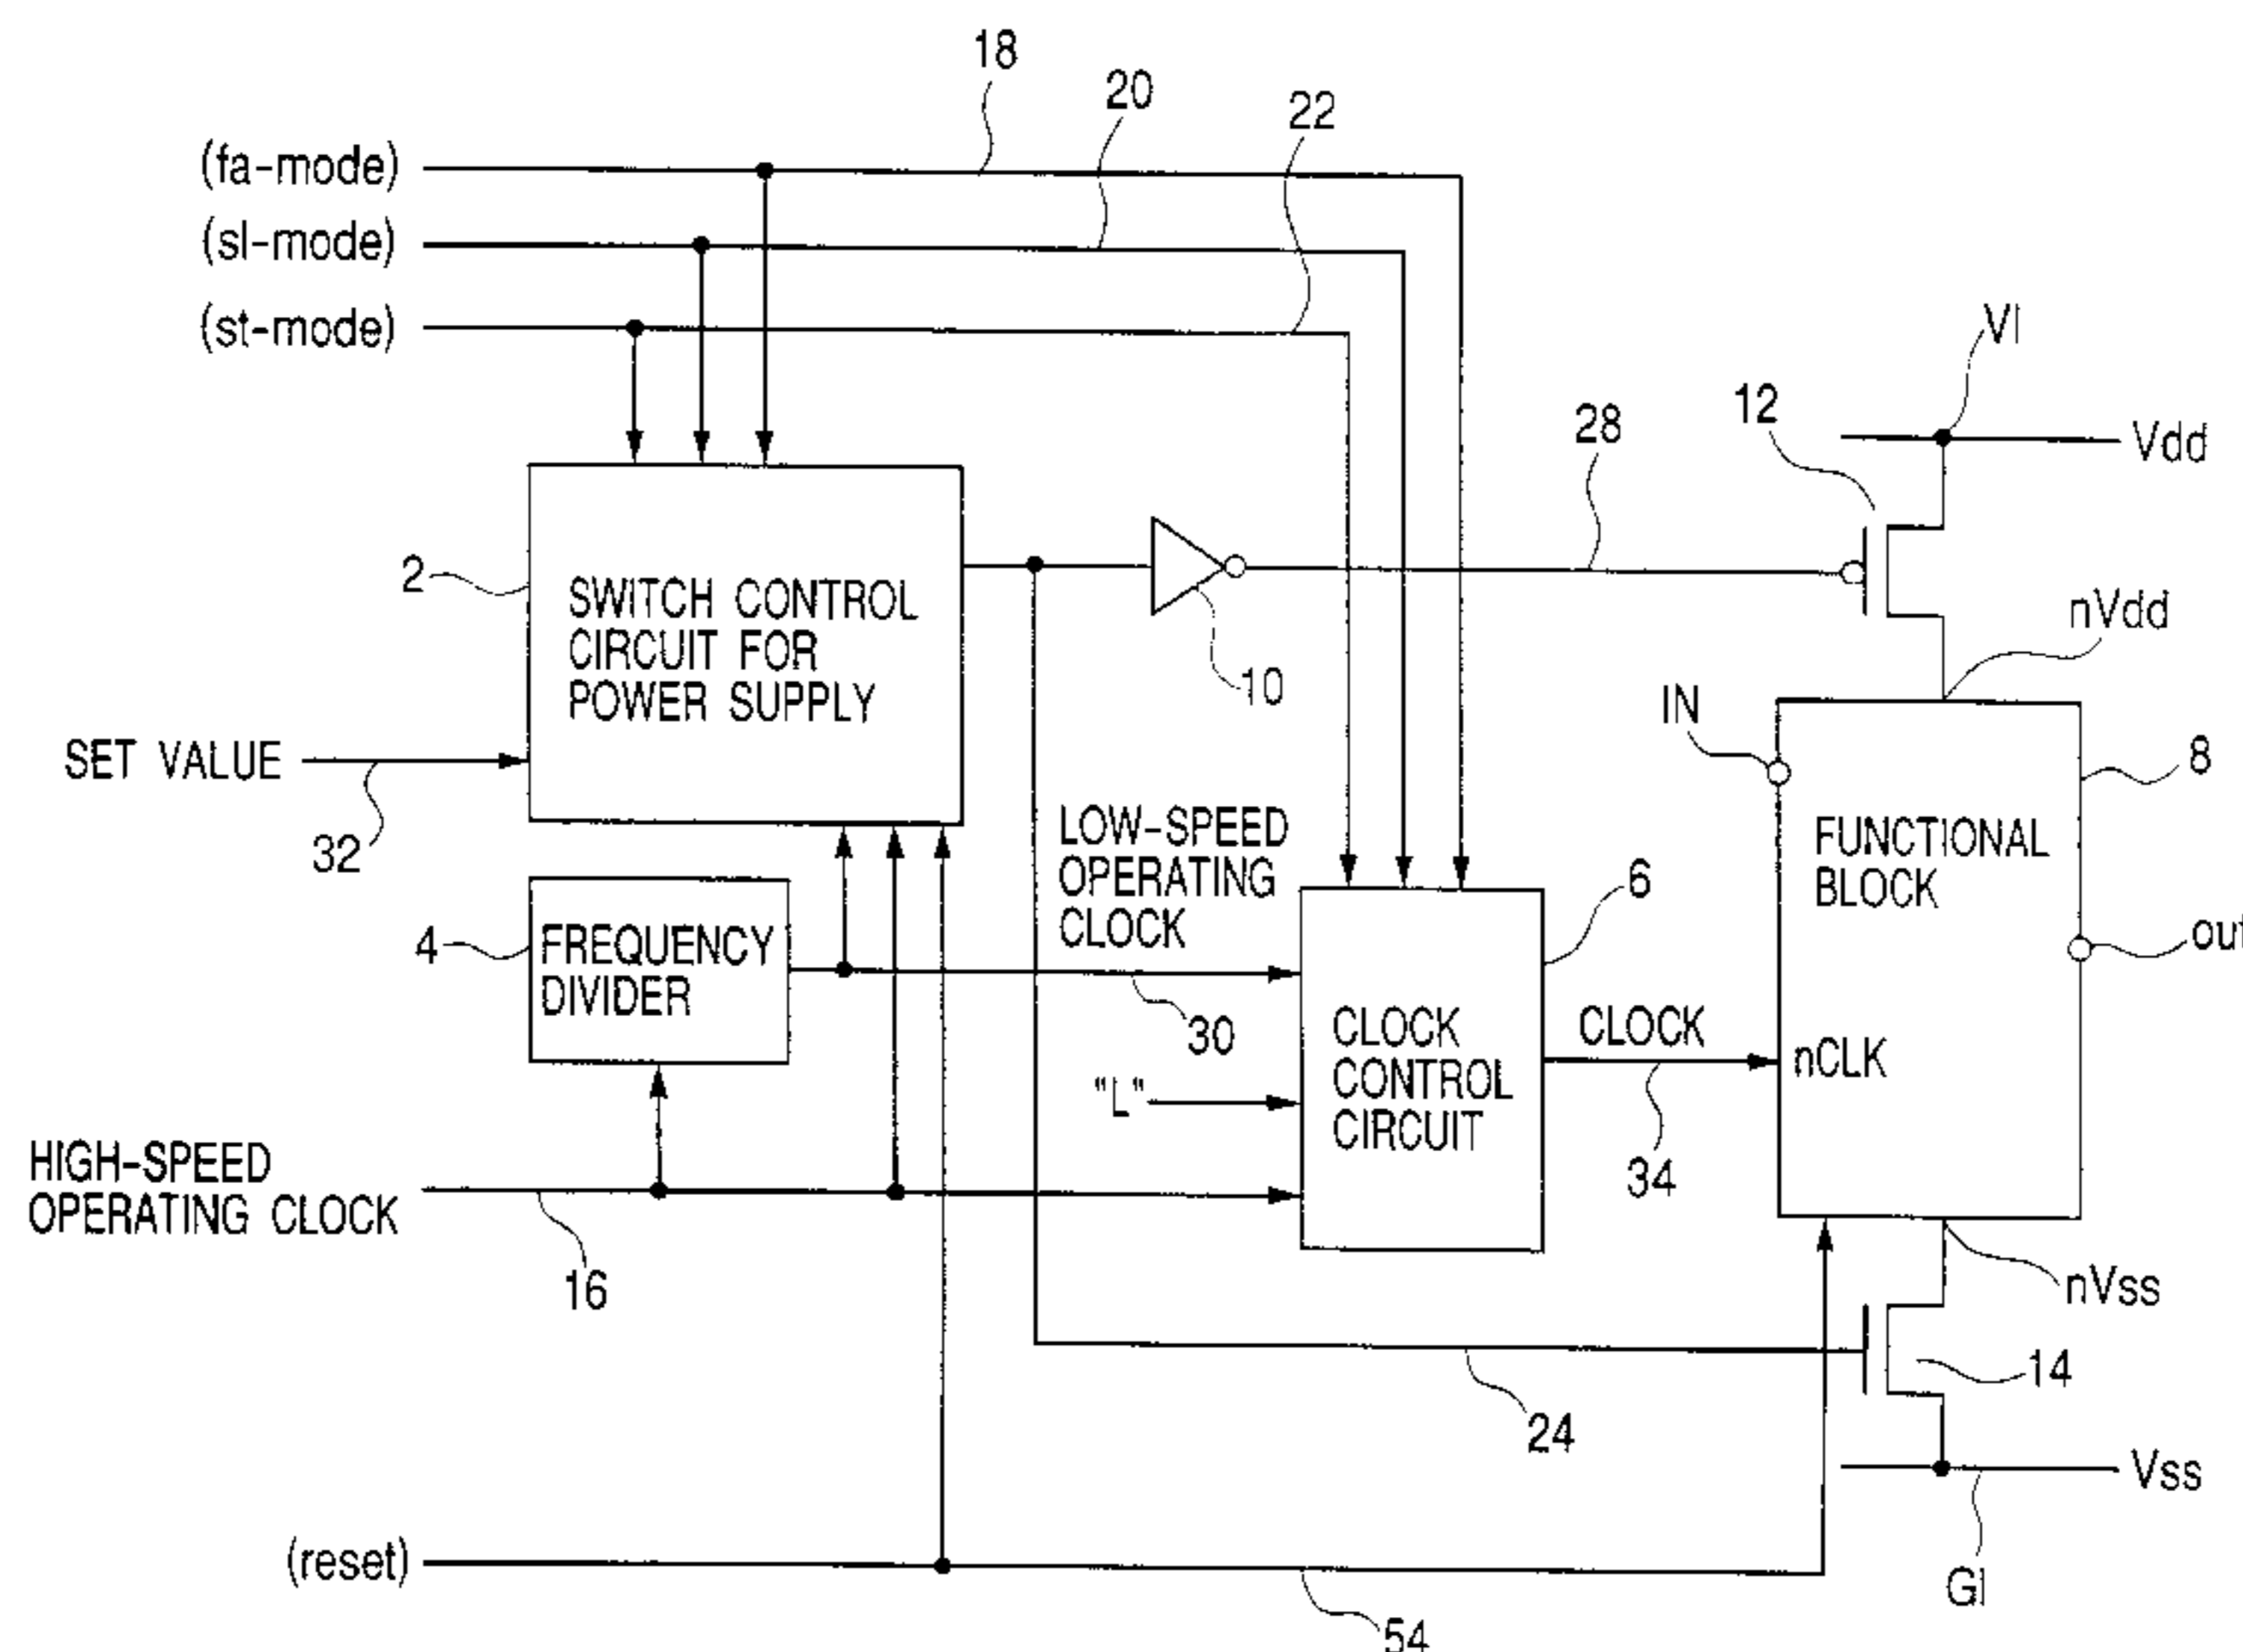 18
20
22
(fa-mode)
(sl-mode)
(st-mode)
VI
12
Vdd
28
2
SWITCH CONTROL
CIRCUIT FOR
POWER SUPPLY
10
nVdd
IN
8
SET VALUE
32
LOW-SPEED
OPERATING
CLOCK
FUNCTIONAL
BLOCK
6
4
FREQUENCY
DIVIDER
out
30
CLOCK
CONTROL
CIRCUIT
CLOCK
nCLK
"L"
34
HIGH-SPEED
OPERATING CLOCK
16
nVss
14
24
Vss
(reset)
GI
54